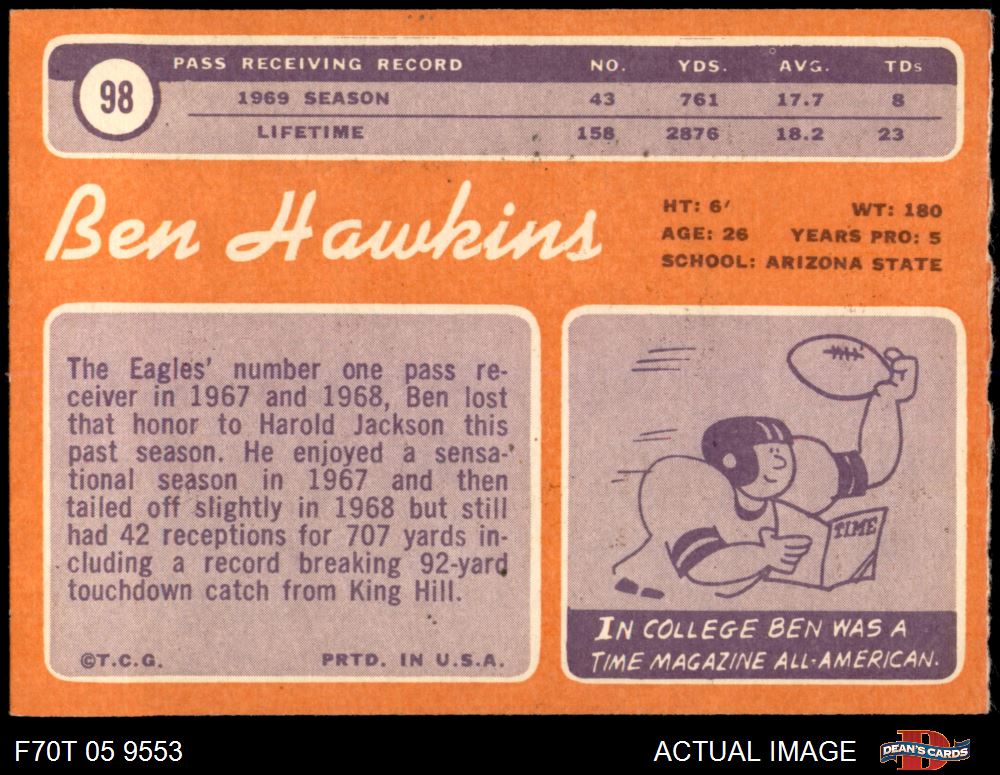 98
PASS RECEIVING RECORD NO. YDS. AVG. TDs
1969 SEASON 43 761 17.7 8
LIFETIME 158 2876 18.2 23
Ben Hawkins
HT: 6′ WT: 180
AGE: 26 YEARS PRO: 5
SCHOOL: ARIZONA STATE
The Eagles' number one pass re-
ceiver in 1967 and 1968, Ben lost
that honor to Harold Jackson this
past season. He enjoyed a sensa-
tional season in 1967 and then
tailed off slightly in 1968 but still
had 42 receptions for 707 yards in-
cluding a record breaking 92-yard
touchdown catch from King Hill.
©T.C.G. PRTD. IN U.S.A.
TIME
IN COLLEGE BEN WAS A
TIME MAGAZINE ALL-AMERICAN.
F70T 05 9553 ACTUAL IMAGE DEAN'S CARDS